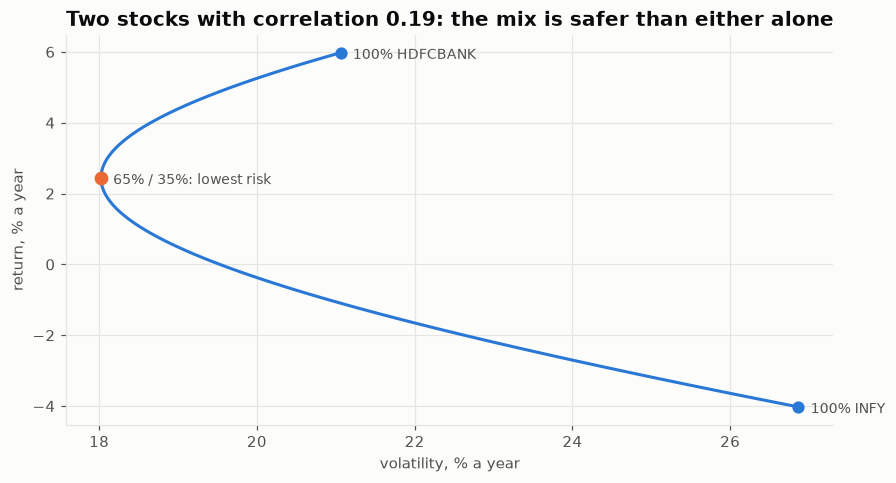 Two stocks with correlation 0.19: the mix is safer than either alone
6
100% HDFCBANK
4
65% / 35%: lowest risk
2
0
−2
−4
100% INFY
return, % a year
18
20
22
24
26
volatility, % a year